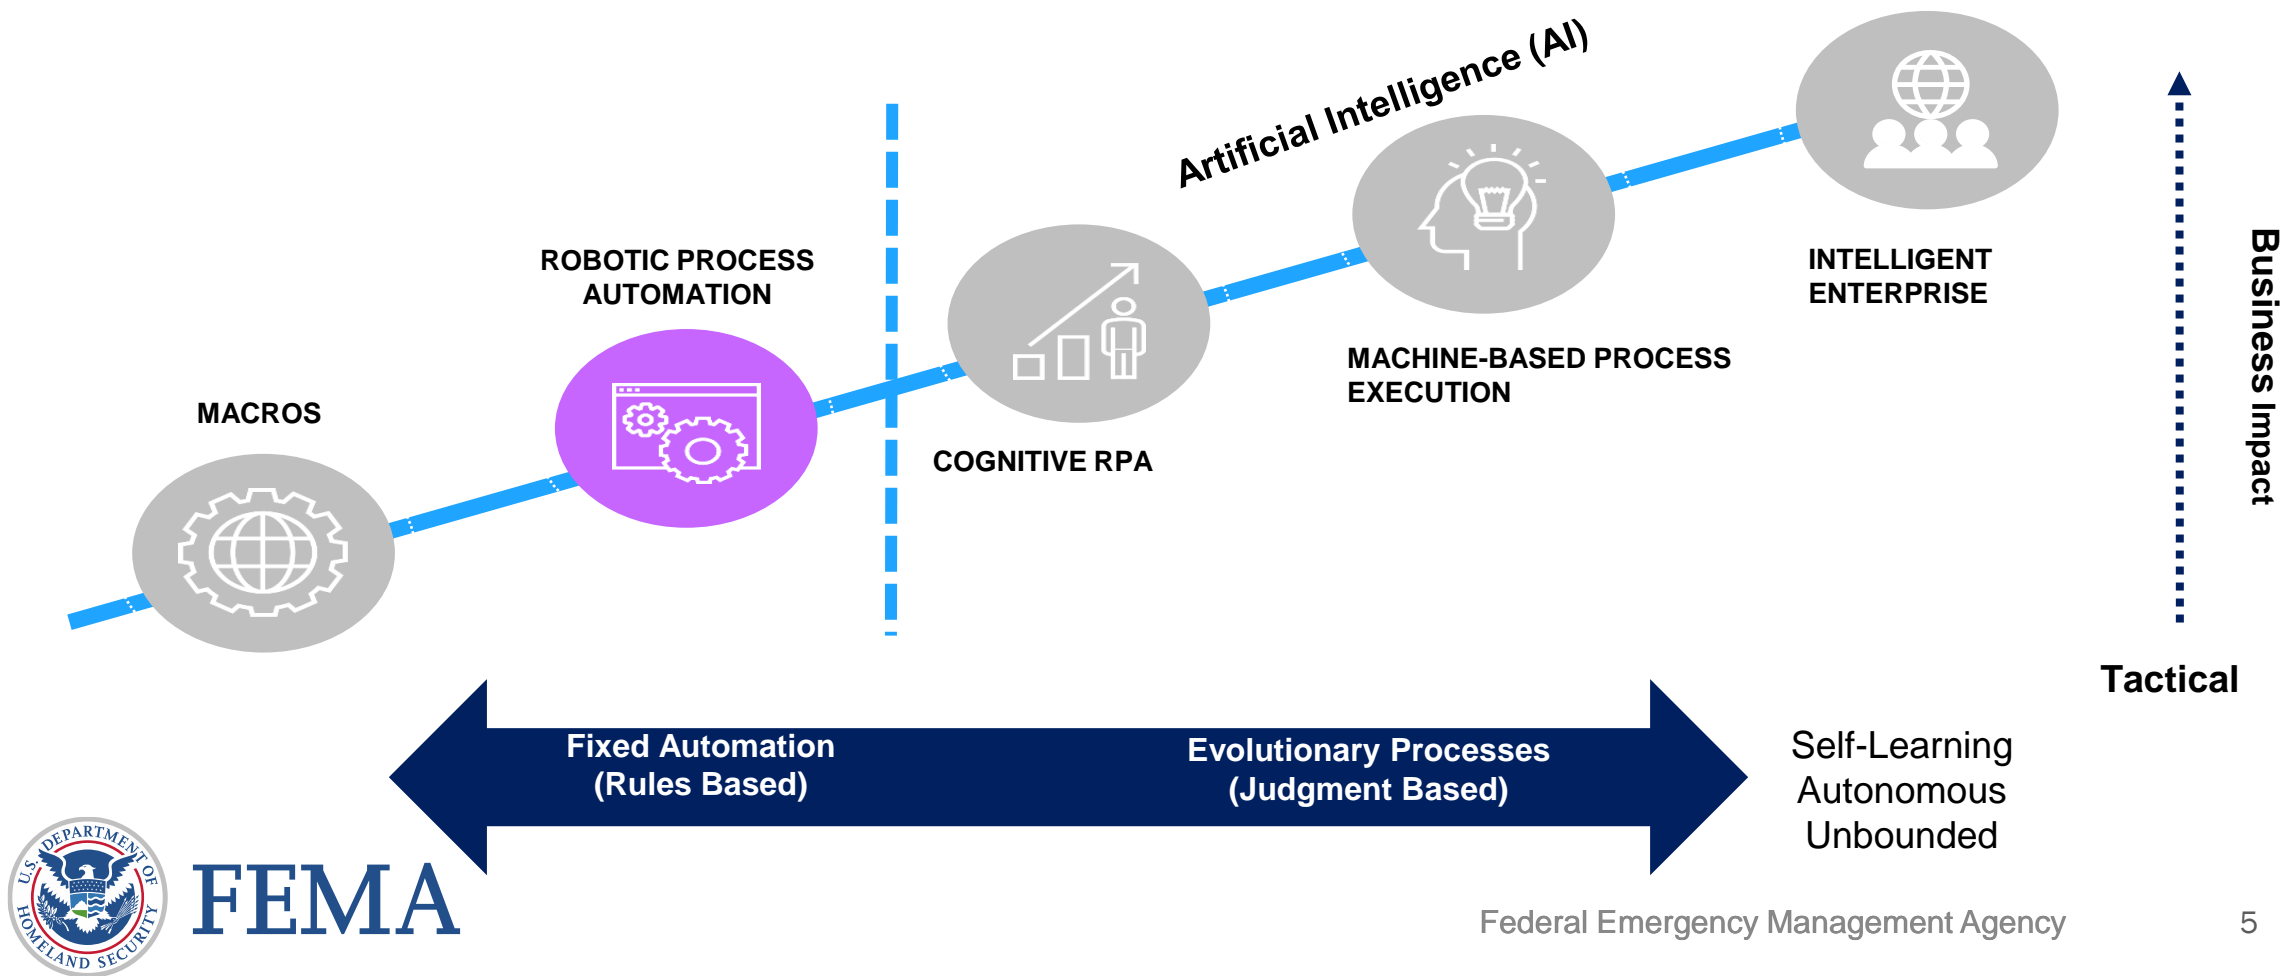 Artificial Intelligence (AI)
ROBOTIC PROCESS
AUTOMATION
INTELLIGENT
ENTERPRISE
Business Impact
MACHINE-BASED PROCESS
EXECUTION
MACROS
COGNITIVE RPA
Tactical
Fixed Automation
(Rules Based)
Evolutionary Processes
(Judgment Based)
Self-Learning
Autonomous
Unbounded
U.S. DEPARTMENT OF
HOMELAND SECURITY
FEMA
Federal Emergency Management Agency
5